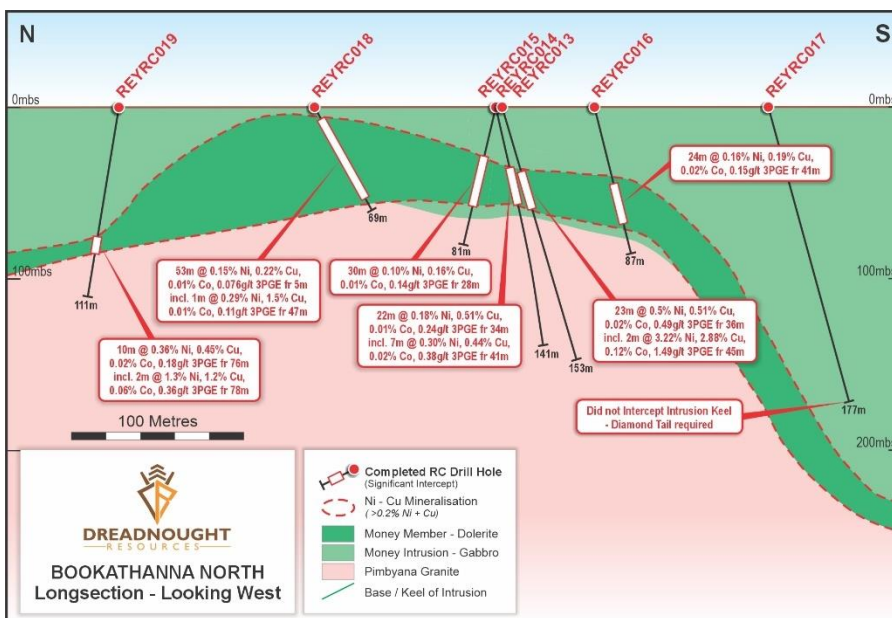 N
S
REYRC019
REYRC018
REYRC015
REYRC014
REYRC013
REYRC016
REYRC017
0mbs
0mbs
24m @ 0.16% Ni, 0.19% Cu,
0.02% Co, 0.15g/t 3PGE fr 41m
69m
81m
87m
100mbs
100mbs
111m
53m @ 0.15% Ni, 0.22% Cu,
0.01% Co, 0.076g/t 3PGE fr 5m
incl. 1m @ 0.29% Ni, 1.5% Cu,
0.01% Co, 0.11g/t 3PGE fr 47m
30m @ 0.10% Ni, 0.16% Cu,
0.01% Co, 0.14g/t 3PGE fr 28m
22m @ 0.18% Ni, 0.51% Cu,
0.01% Co, 0.24g/t 3PGE fr 34m
incl. 7m @ 0.30% Ni, 0.44% Cu,
0.02% Co, 0.38g/t 3PGE fr 41m
23m @ 0.5% Ni, 0.51% Cu,
0.02% Co, 0.49g/t 3PGE fr 36m
incl. 2m @ 3.22% Ni, 2.88% Cu,
0.12% Co, 1.49g/t 3PGE fr 45m
10m @ 0.36% Ni, 0.45% Cu,
0.02% Co, 0.18g/t 3PGE fr 76m
incl. 2m @ 1.3% Ni, 1.2% Cu,
0.06% Co, 0.36g/t 3PGE fr 78m
141m
153m
Did not Intercept Intrusion Keel
- Diamond Tail required
177m
200mbs
100 Metres
DREADNOUGHT
RESOURCES
BOOKATHANNA NORTH
Longsection - Looking West
Completed RC Drill Hole
(Significant Intercept)
Ni - Cu Mineralisation
(>0.2% Ni + Cu)
Money Member - Dolerite
Money Intrusion - Gabbro
Pimbyana Granite
Base / Keel of Intrusion